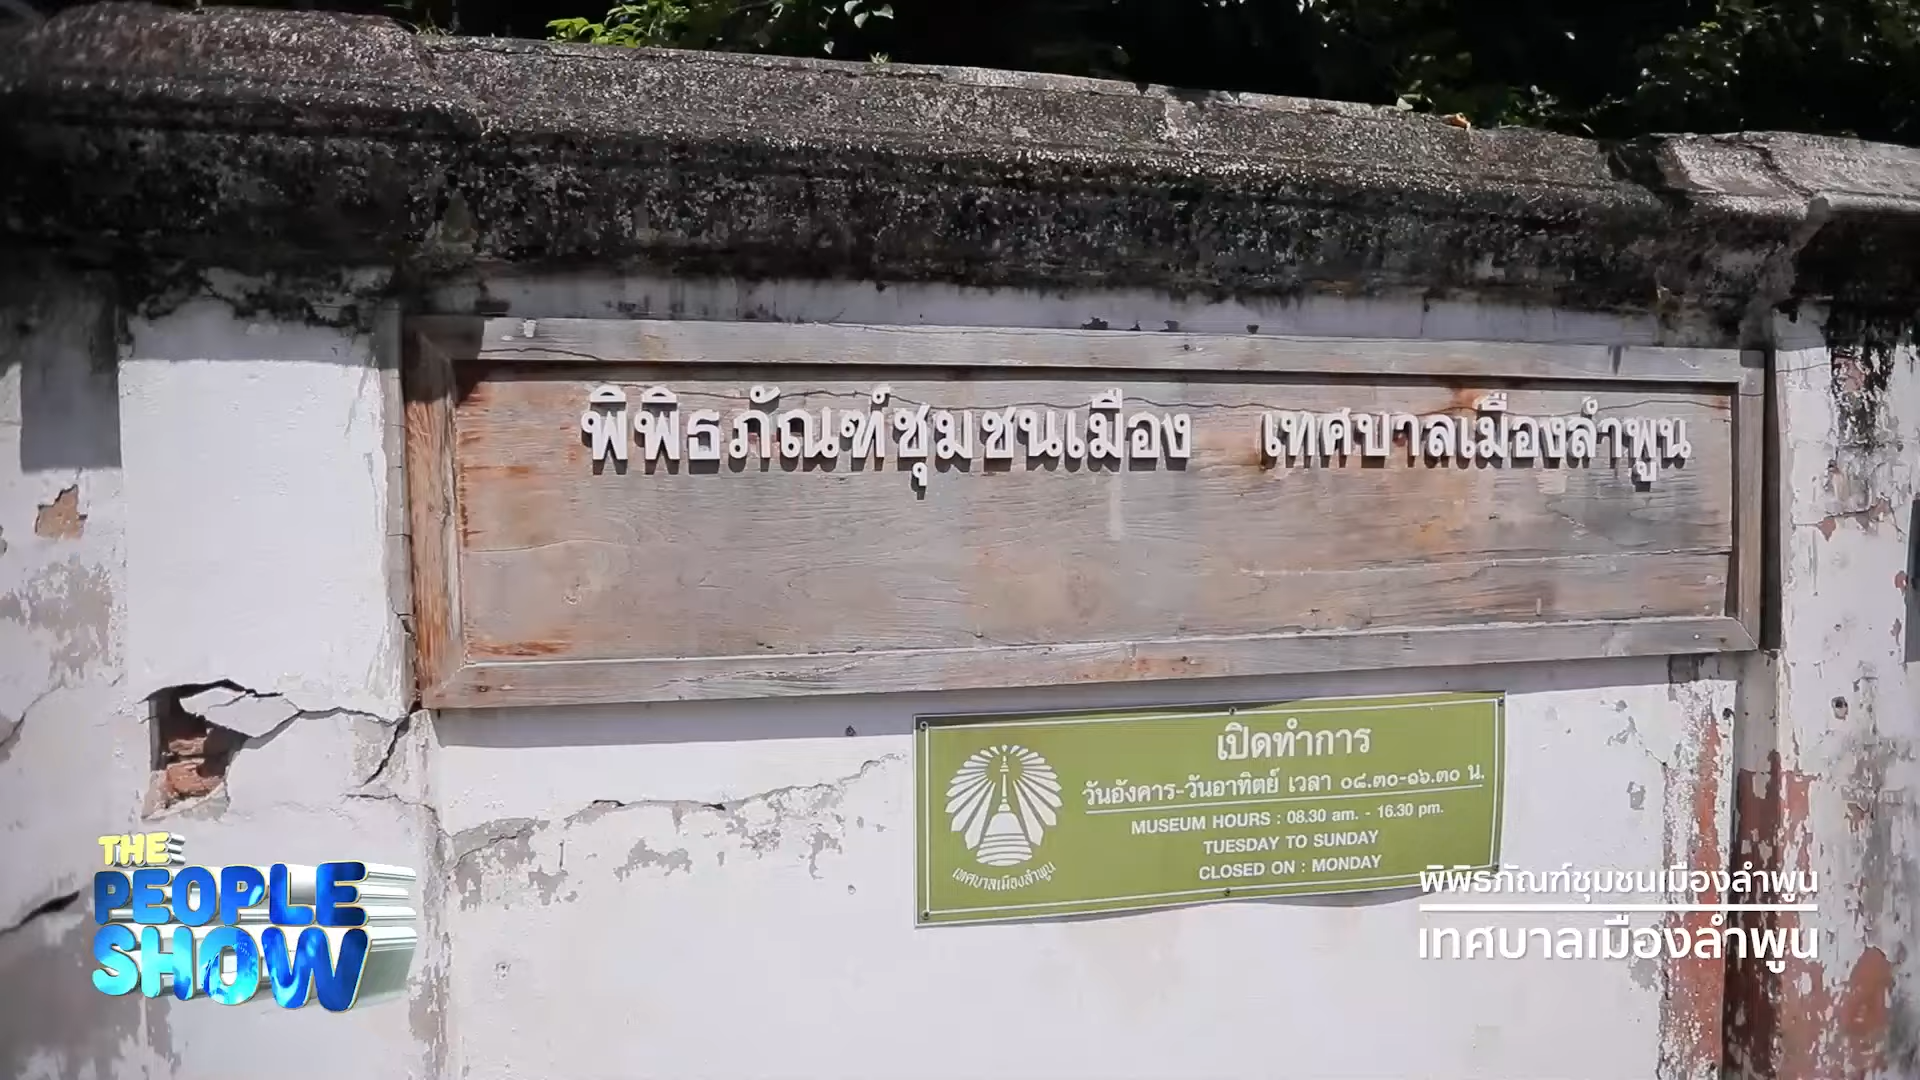 พิพิธภัณฑ์ชุมชนเมือง เทศบาลเมืองลำพูน
เปิดทำการ
วันอังคาร-วันอาทิตย์ เวลา ๐๘.๓๐-๑๖.๓๐ น.
MUSEUM HOURS : 08.30 am. - 16.30 pm.
TUESDAY TO SUNDAY
CLOSED ON : MONDAY
เทศบาลเมืองลำพูน
THE
PEOPLE
SHOW
พิพิธภัณฑ์ชุมชนเมืองลำพูน
เทศบาลเมืองลำพูน